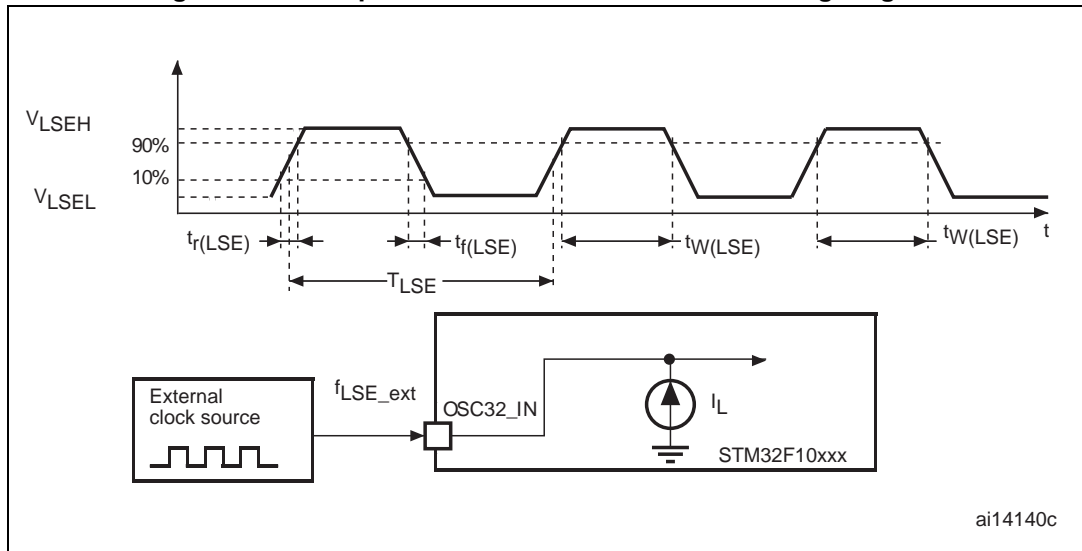 VLSEH
90%
10%
VLSEL
tr(LSE)
tf(LSE)
tW(LSE)
tW(LSE)
t
TLSE
External
clock source
fLSE_ext
OSC32_IN
IL
STM32F10xxx
ai14140c